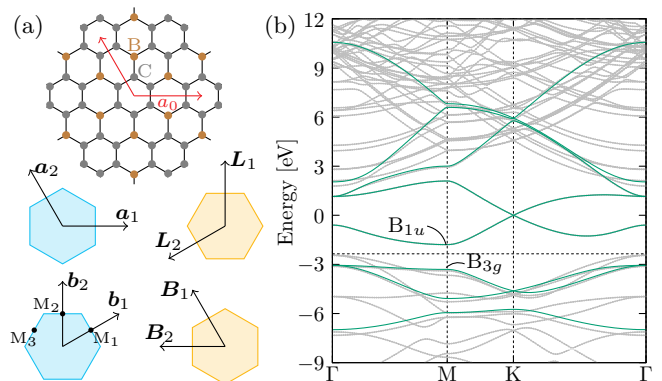 (a)
B
C
a₀
a₂
a₁
L₁
L₂
b₂
b₁
M₂
M₃
M₁
B₁
B₂
(b)
Energy [eV]
12
9
6
3
0
−3
−6
−9
B₁ᵤ
B₃g
Γ
M
K
Γ